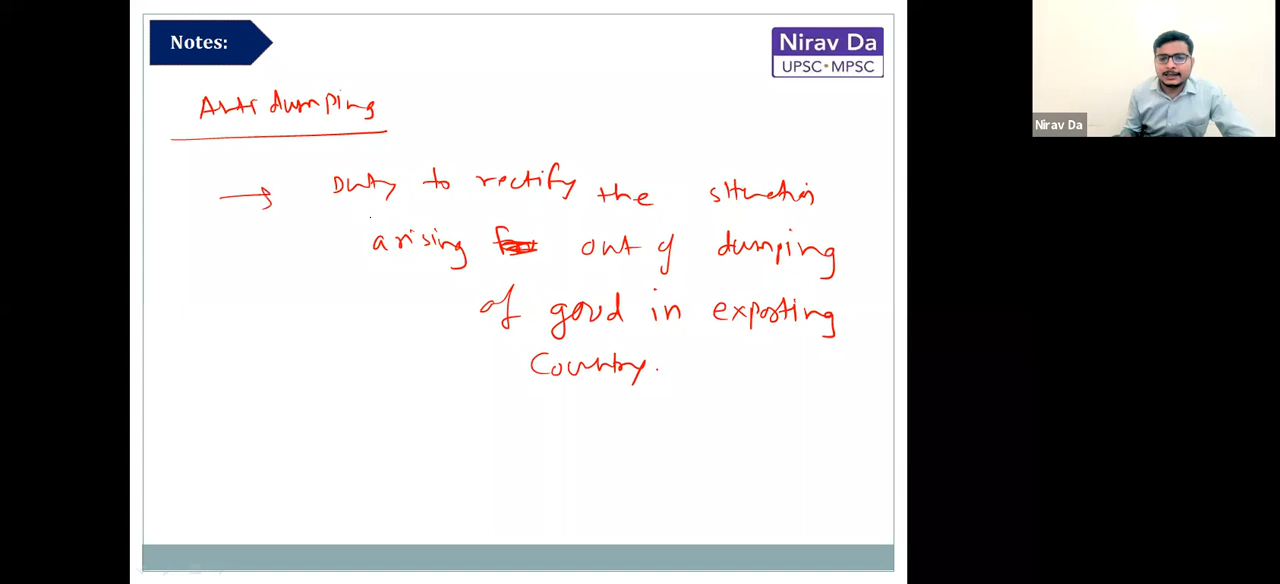 Notes:
Nirav Da
UPSC•MPSC
Nirav Da
Anti dumping
→ Duty to rectify the situation
arising out of dumping
of good in exporting
Country.